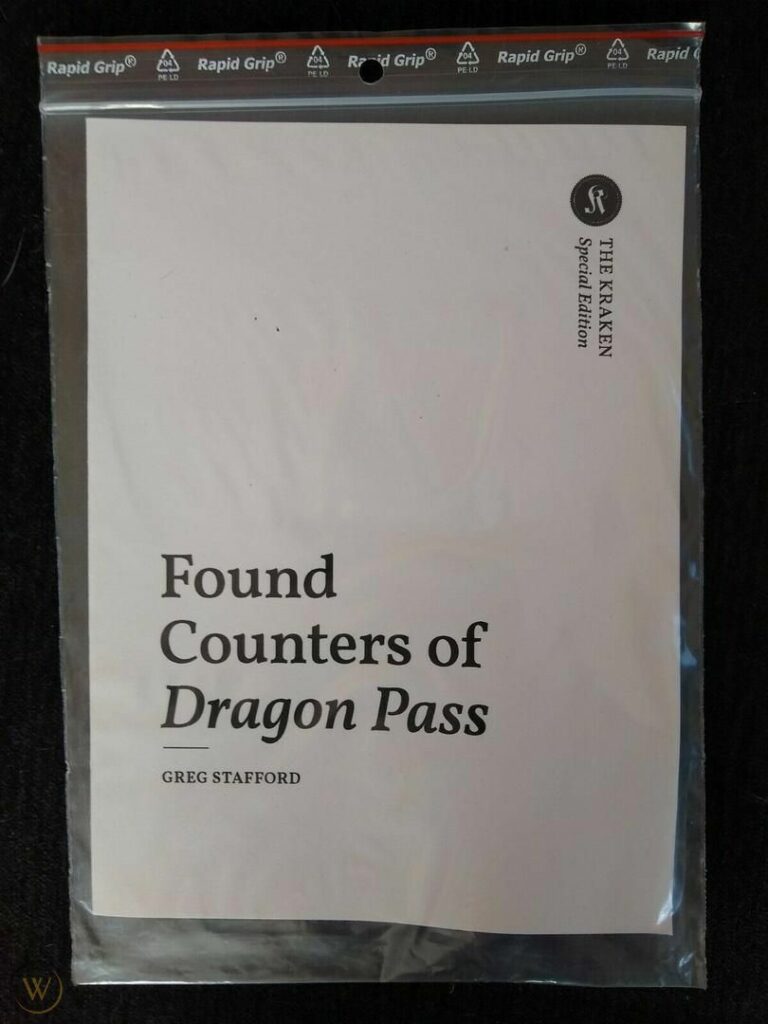 Rapid Grip® 04 PE-LD Rapid Grip® 04 PE-LD Rapid Grip® 04 PE-LD Rapid Grip® 04 PE-LD Rapid G
K
THE KRAKEN
Special Edition
Found
Counters of
Dragon Pass
GREG STAFFORD
W